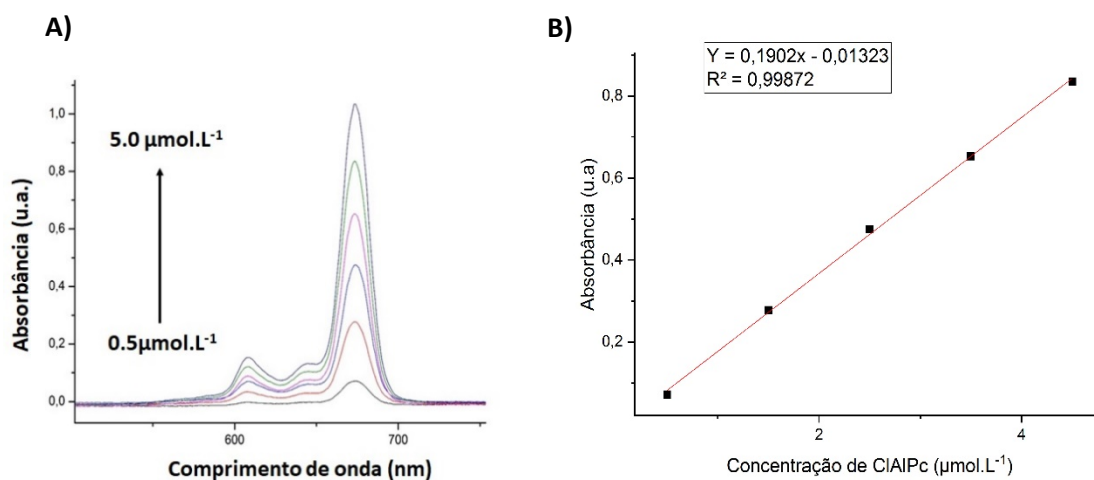 A)
1,0
0,8
0,6
0,4
0,2
0,0
600
700
5.0 µmol.L⁻¹
0.5µmol.L⁻¹
Absorbância (u.a.)
Comprimento de onda (nm)
B)
Y = 0,1902x - 0,01323
R² = 0,99872
0,8
0,6
0,4
0,2
2
4
Absorbância (u.a)
Concentração de ClAlPc (µmol.L⁻¹)